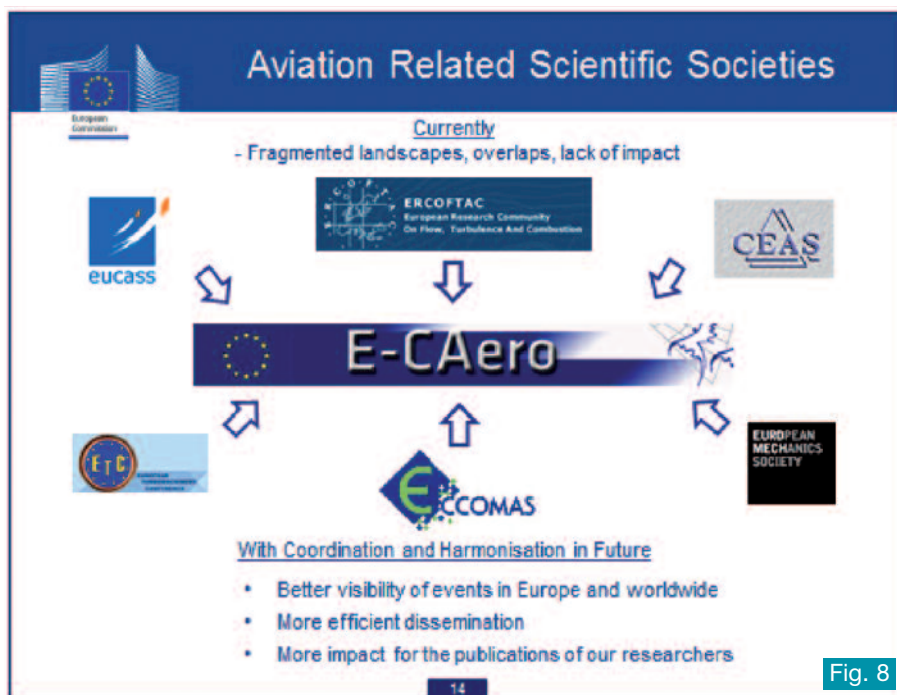 Aviation Related Scientific Societies
European
Commission
Currently
- Fragmented landscapes, overlaps, lack of impact
eucass
ERCOFTAC
European Research Community
On Flow, Turbulence And Combustion
CEAS
E-CAero
ETC
EUROPEAN
TURBOMACHINERY
CONFERENCE
ECCOMAS
EUROPEAN
MECHANICS
SOCIETY
With Coordination and Harmonisation in Future
• Better visibility of events in Europe and worldwide
• More efficient dissemination
• More impact for the publications of our researchers
14
Fig. 8